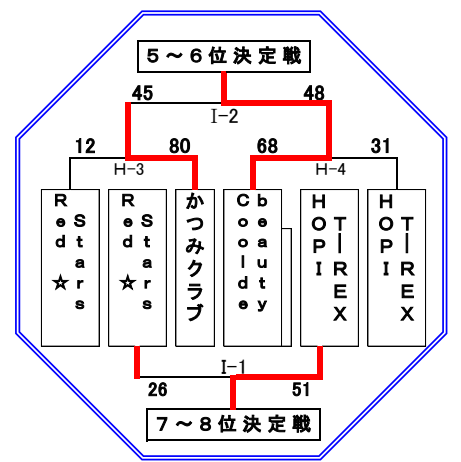 5～6位決定戦
45 48
I-2
12 80 68 31
H-3 H-4
Red☆Stars
Red☆Stars
かつみクラブ
Coolde beauty
HOPI T-REX
HOPI T-REX
I-1
26 51
7～8位決定戦